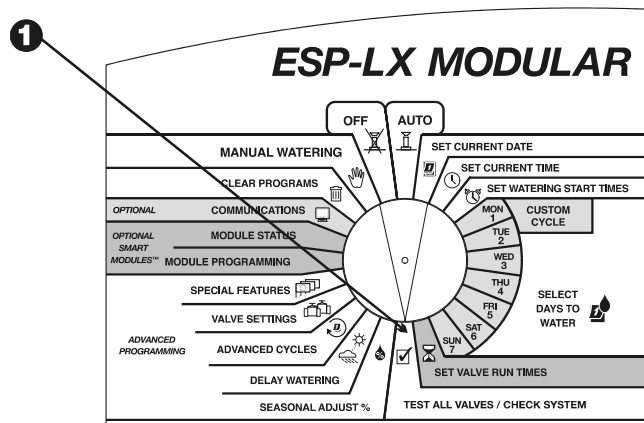 1
ESP-LX MODULAR
OFF
AUTO
MANUAL WATERING
SET CURRENT DATE
CLEAR PROGRAMS
SET CURRENT TIME
SET WATERING START TIMES
OPTIONAL
COMMUNICATIONS
MON
1
CUSTOM
CYCLE
OPTIONAL
SMART
MODULES™
MODULE STATUS
TUE
2
MODULE PROGRAMMING
WED
3
SPECIAL FEATURES
THU
4
SELECT
DAYS TO
WATER
VALVE SETTINGS
FRI
5
ADVANCED
PROGRAMMING
ADVANCED CYCLES
SAT
6
SUN
7
DELAY WATERING
SET VALVE RUN TIMES
SEASONAL ADJUST %
TEST ALL VALVES / CHECK SYSTEM